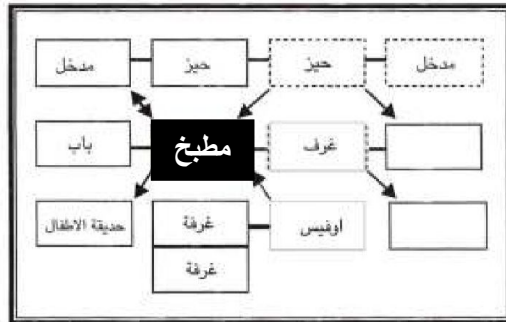 مدخل
حيز
حيز
مدخل
غرف
مطبخ
باب
اوفيس
غرفة
حديقة الاطفال
غرفة